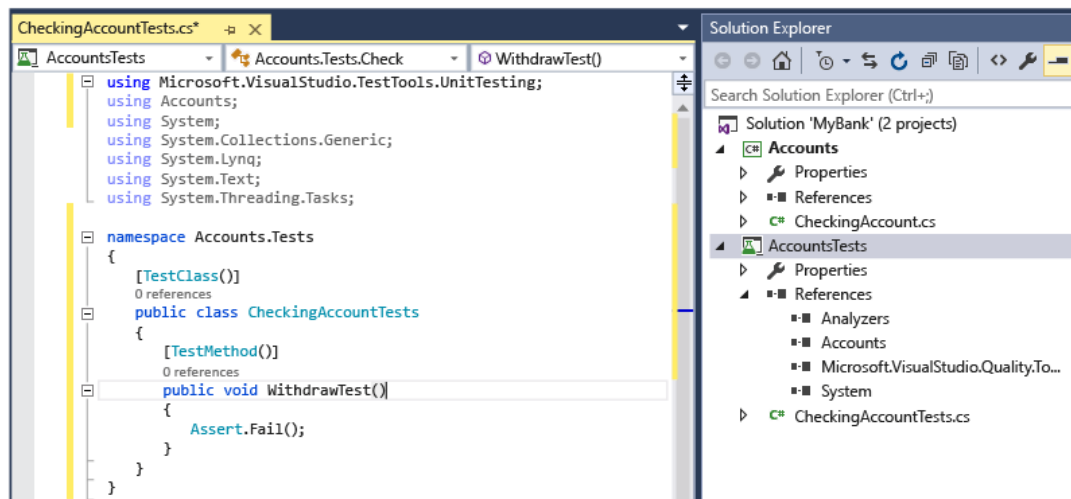 CheckingAccountTests.cs*
AccountsTests
Accounts.Tests.Check
WithdrawTest()
using Microsoft.VisualStudio.TestTools.UnitTesting;
using Accounts;
using System;
using System.Collections.Generic;
using System.Lynq;
using System.Text;
using System.Threading.Tasks;
namespace Accounts.Tests
{
[TestClass()]
0 references
public class CheckingAccountTests
{
[TestMethod()]
0 references
public void WithdrawTest()
{
Assert.Fail();
}
}
}
Solution Explorer
Search Solution Explorer (Ctrl+;)
Solution 'MyBank' (2 projects)
C# Accounts
Properties
References
C# CheckingAccount.cs
AccountsTests
Properties
References
Analyzers
Accounts
Microsoft.VisualStudio.Quality.To...
System
C# CheckingAccountTests.cs